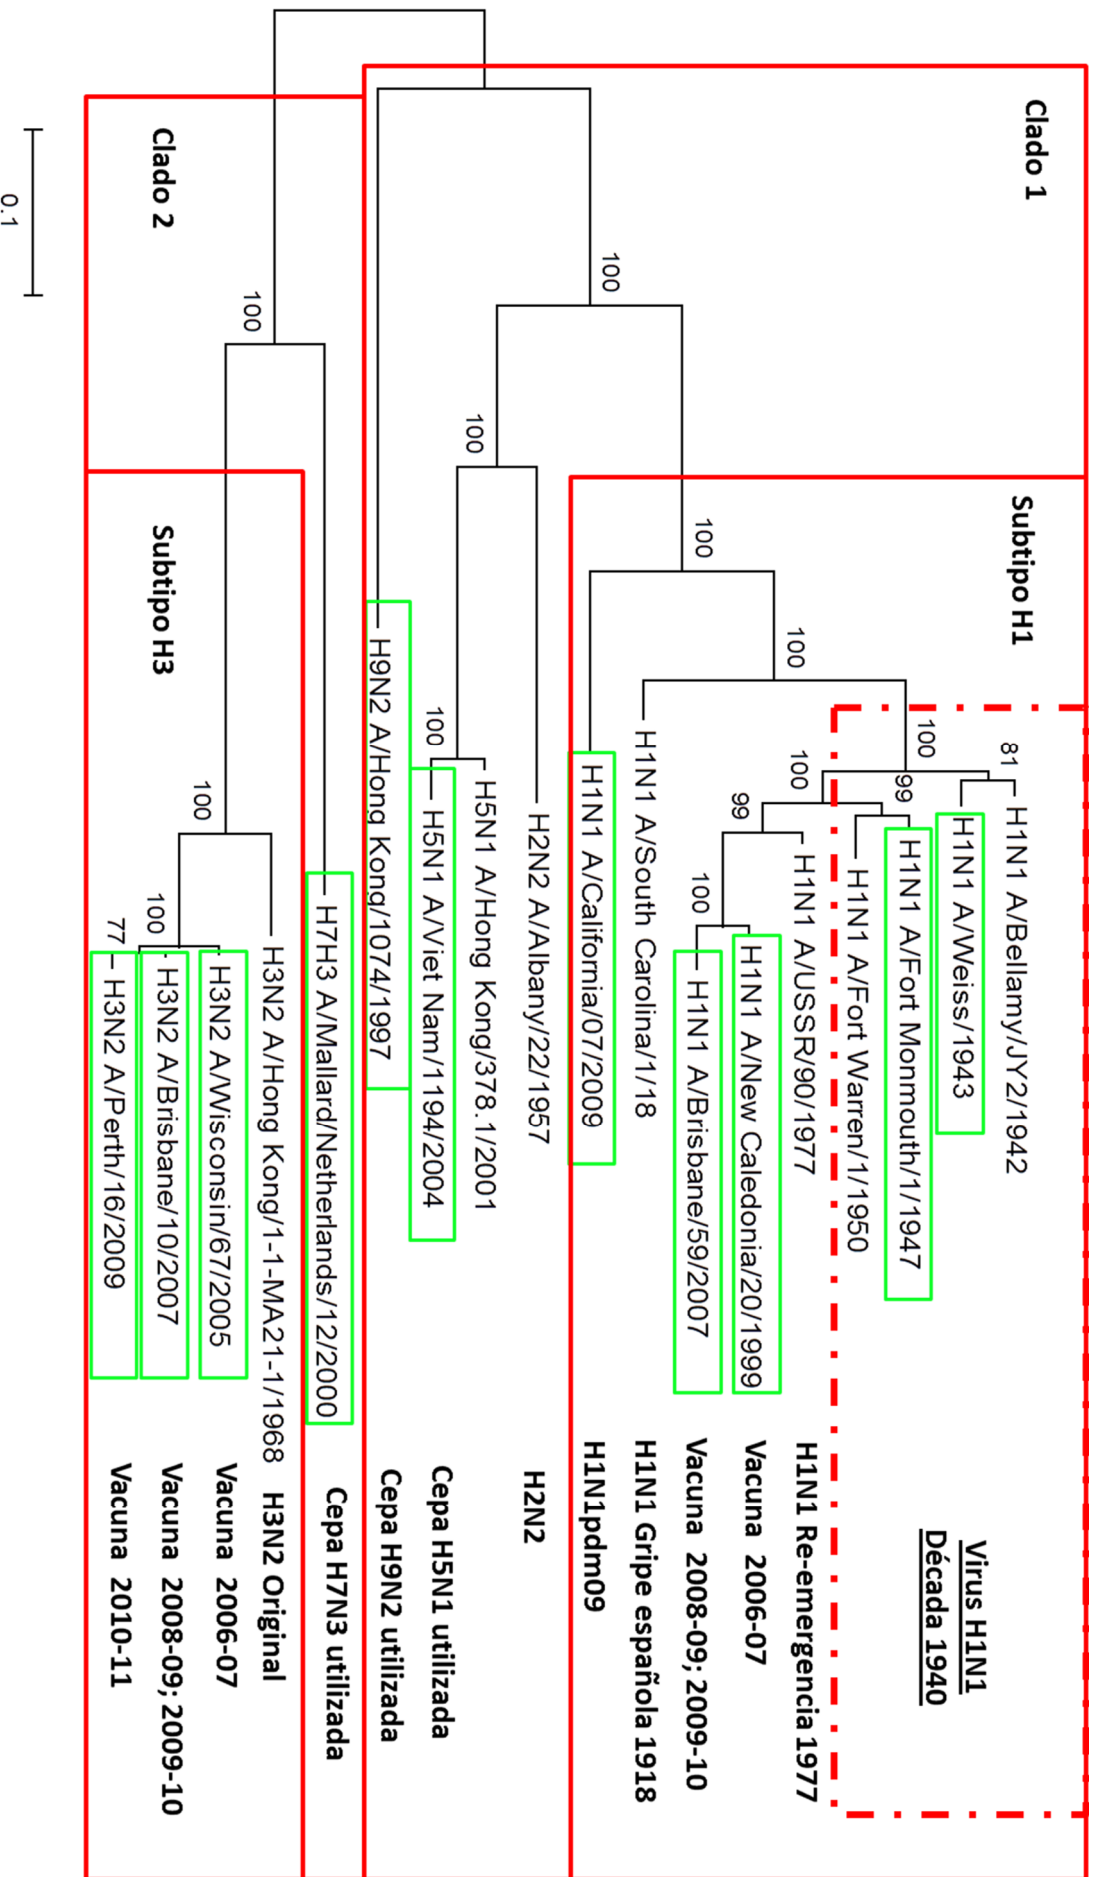 Clado 1
Subtipo H1
81
H1N1 A/Bellamy/JY2/1942
H1N1 A/Weiss/1943
100
99
H1N1 A/Fort Monmouth/1/1947
H1N1 A/Fort Warren/1/1950
Virus H1N1
Década 1940
100
100
H1N1 A/USSR/90/1977
H1N1 Re-emergencia 1977
99
H1N1 A/New Caledonia/20/1999
Vacuna 2006-07
100
H1N1 A/Brisbane/59/2007
Vacuna 2008-09; 2009-10
100
H1N1 A/South Carolina/1/18
H1N1 Gripe española 1918
100
H1N1 A/California/07/2009
H1N1pdm09
H2N2 A/Albany/22/1957
H2N2
100
H5N1 A/Hong Kong/378.1/2001
100
H5N1 A/Viet Nam/1194/2004
Cepa H5N1 utilizada
H9N2 A/Hong Kong/1074/1997
Cepa H9N2 utilizada
H7H3 A/Mallard/Netherlands/12/2000
Cepa H7N3 utilizada
100
H3N2 A/Hong Kong/1-1-MA21-1/1968
H3N2 Original
100
H3N2 A/Wisconsin/67/2005
Vacuna 2006-07
Clado 2
Subtipo H3
100
H3N2 A/Brisbane/10/2007
Vacuna 2008-09; 2009-10
77
H3N2 A/Perth/16/2009
Vacuna 2010-11
0.1